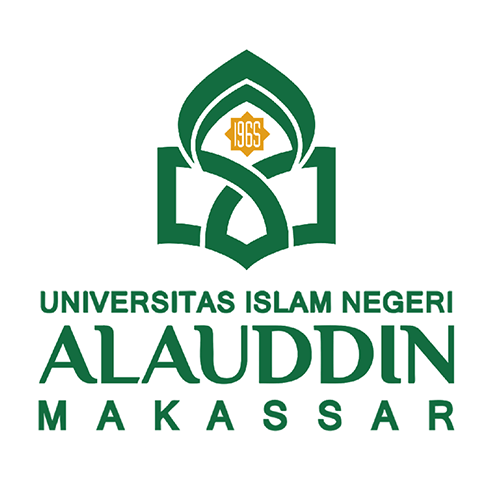 1965
UNIVERSITAS ISLAM NEGERI
ALAUDDIN
MAKASSAR